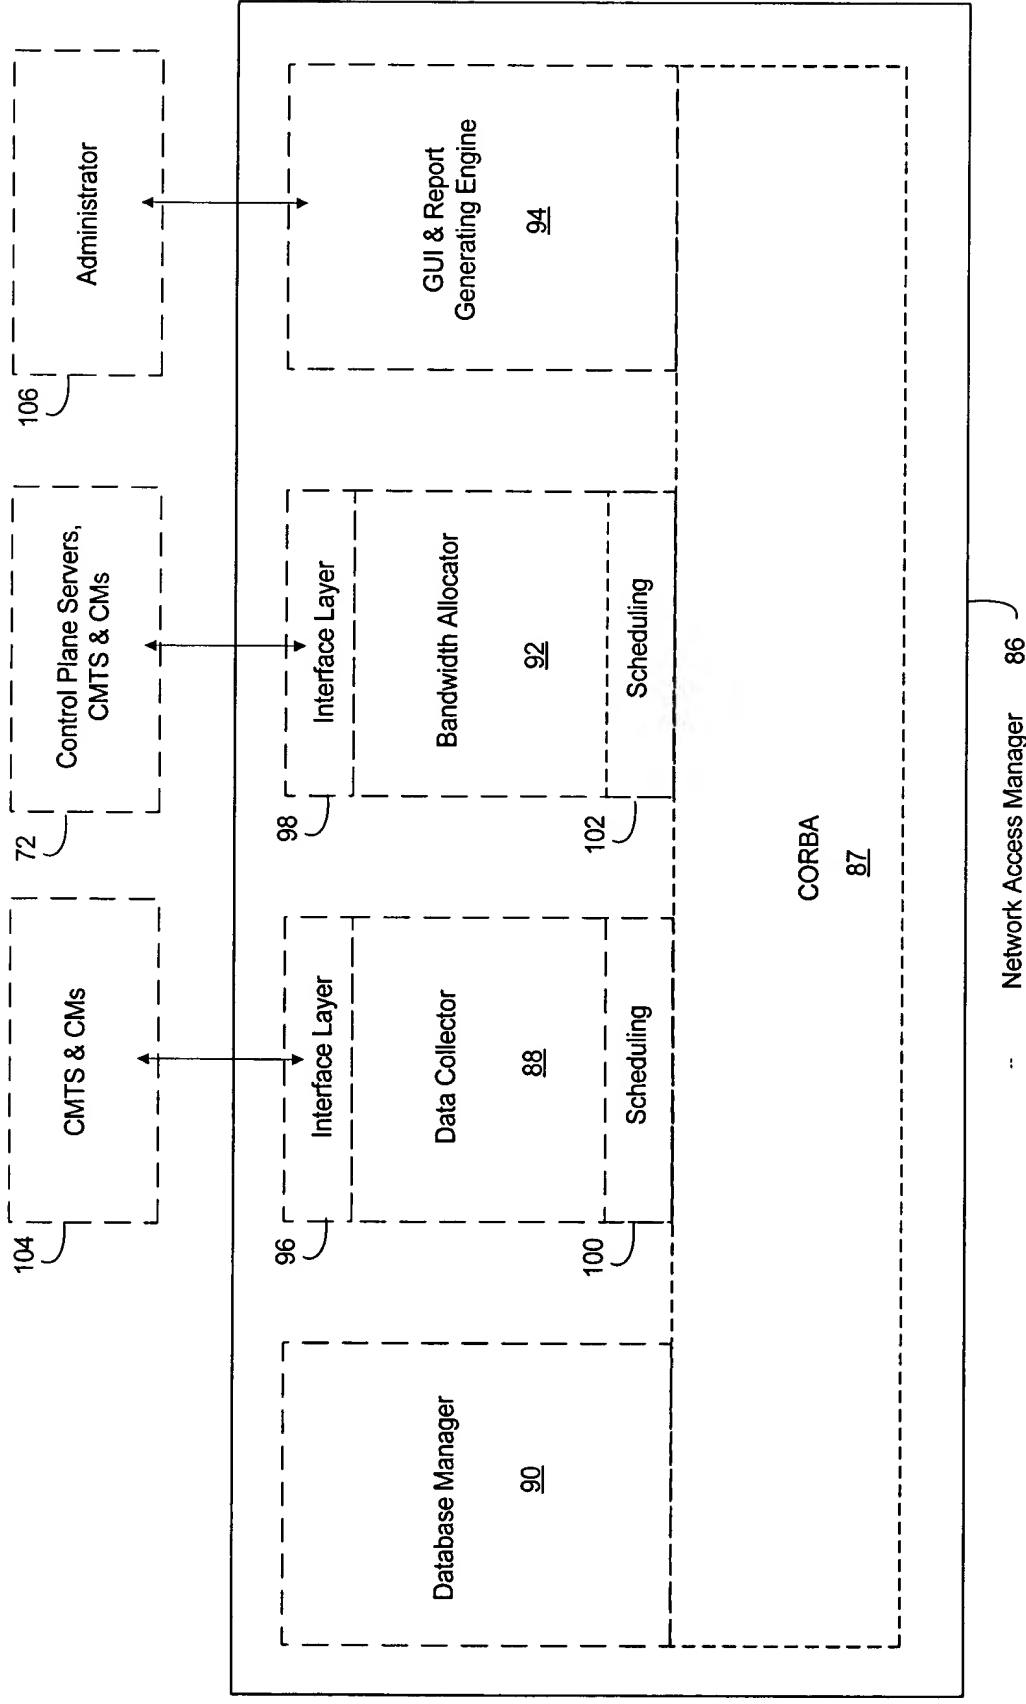 104
CMTS & CMs
72
Control Plane Servers,
CMTS & CMs
106
Administrator
Database Manager
90
96
Interface Layer
Data Collector
88
100
Scheduling
98
Interface Layer
Bandwidth Allocator
92
102
Scheduling
GUI & Report
Generating Engine
94
CORBA
87
-- Network Access Manager 86